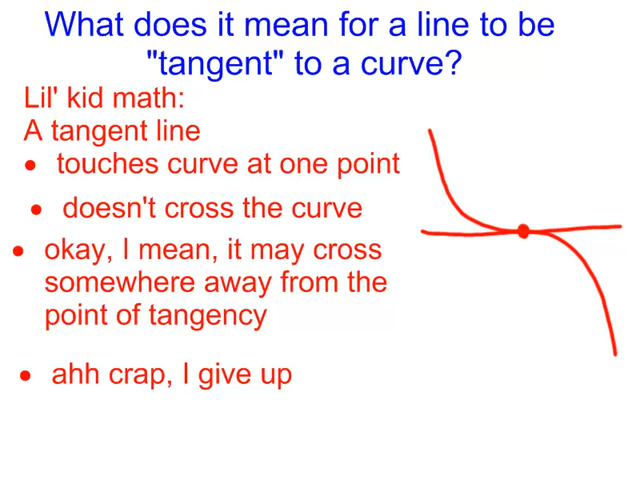 What does it mean for a line to be
"tangent" to a curve?
Lil' kid math:
A tangent line
• touches curve at one point
• doesn't cross the curve
• okay, I mean, it may cross
somewhere away from the
point of tangency
• ahh crap, I give up